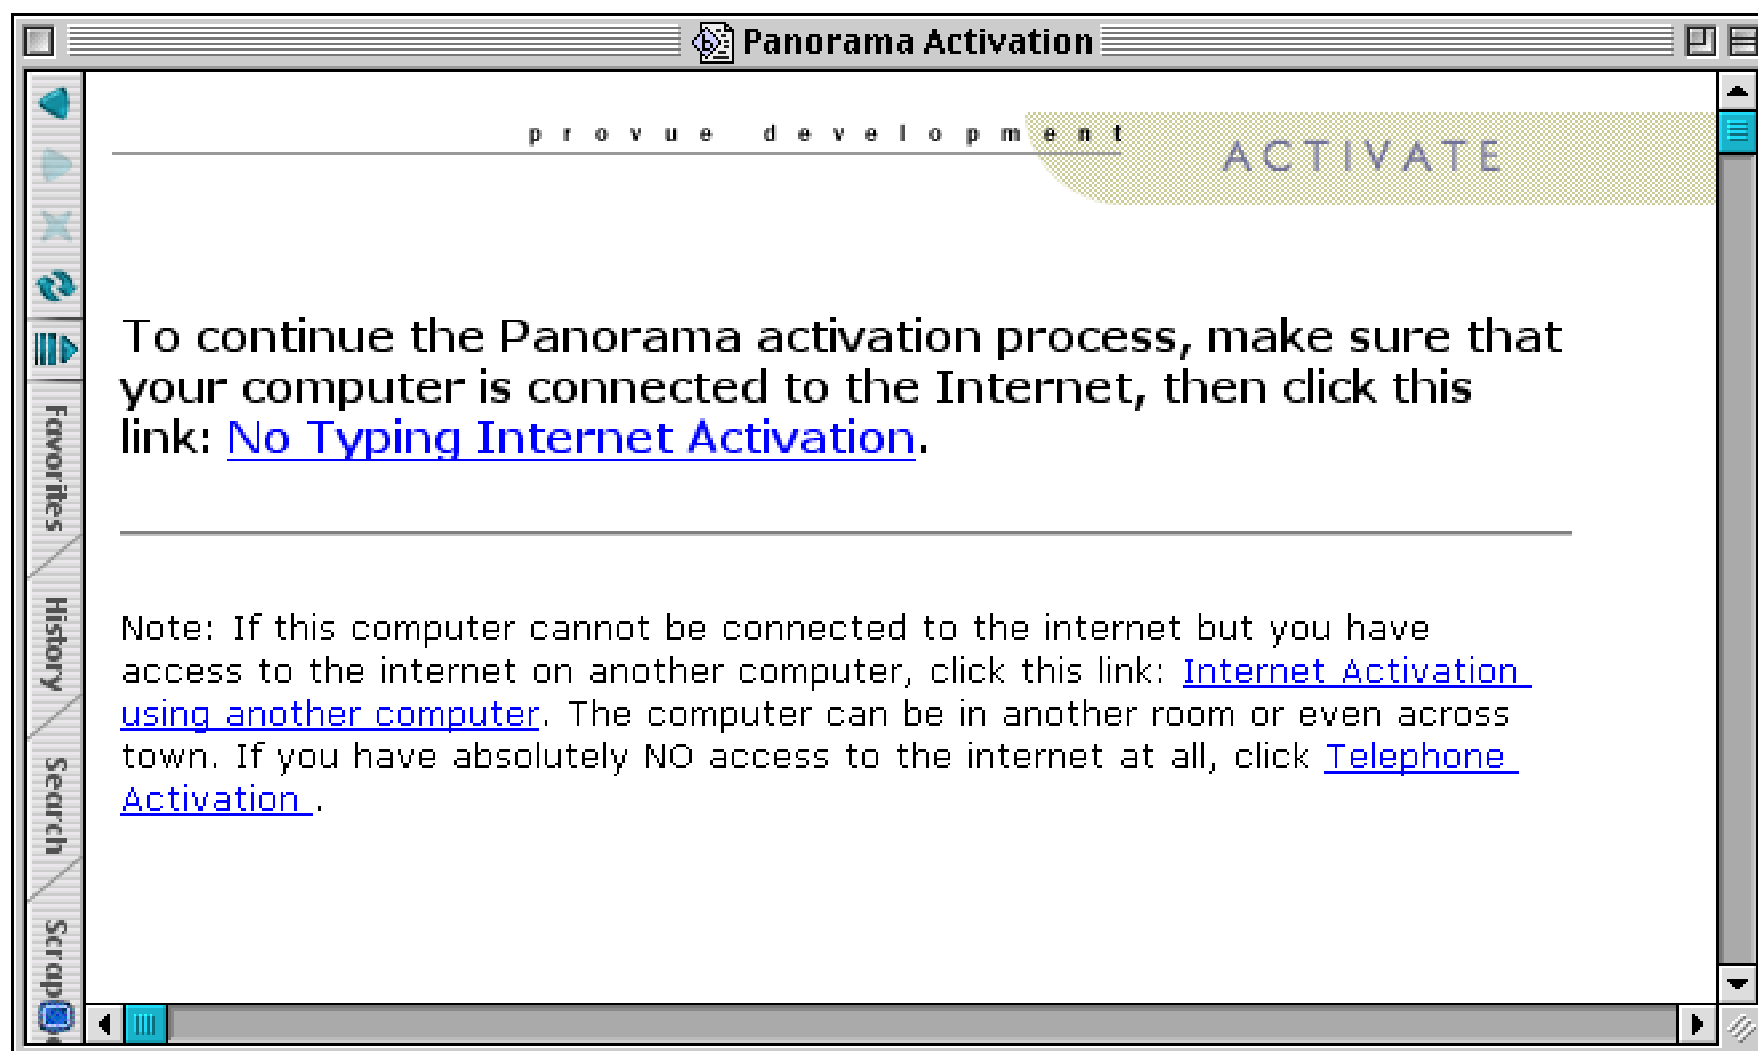 Panorama Activation
provue development
ACTIVATE
To continue the Panorama activation process, make sure that
your computer is connected to the Internet, then click this
link: No Typing Internet Activation.
Note: If this computer cannot be connected to the internet but you have
access to the internet on another computer, click this link: Internet Activation
using another computer. The computer can be in another room or even across
town. If you have absolutely NO access to the internet at all, click Telephone
Activation .
Favorites
History
Search
Scrap